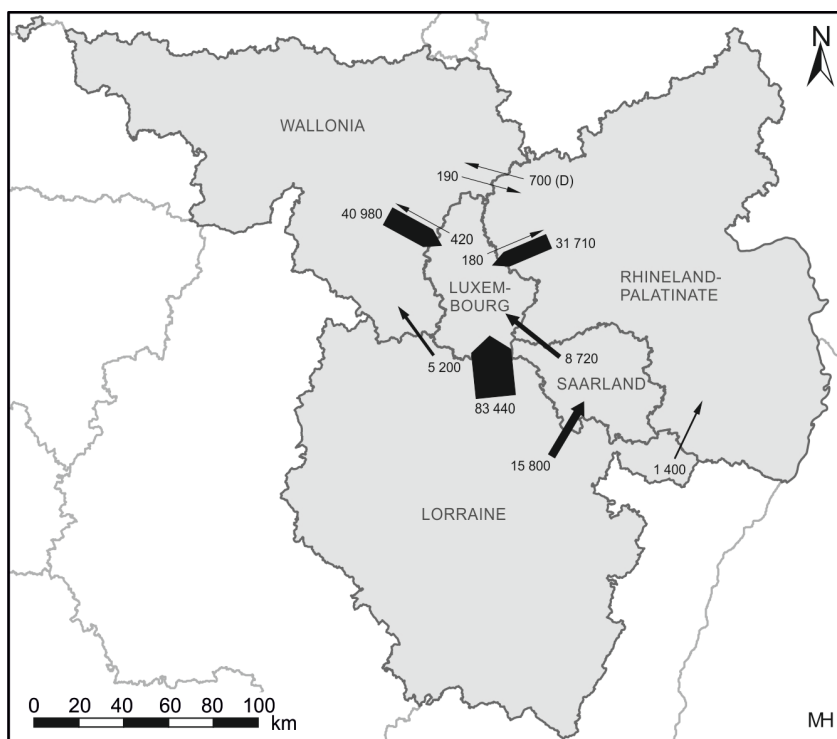 N
WALLONIA
190
700 (D)
40 980
420
180
31 710
LUXEM-
BOURG
RHINELAND-
PALATINATE
5 200
8 720
SAARLAND
83 440
15 800
1 400
LORRAINE
0 20 40 60 80 100
km
MH